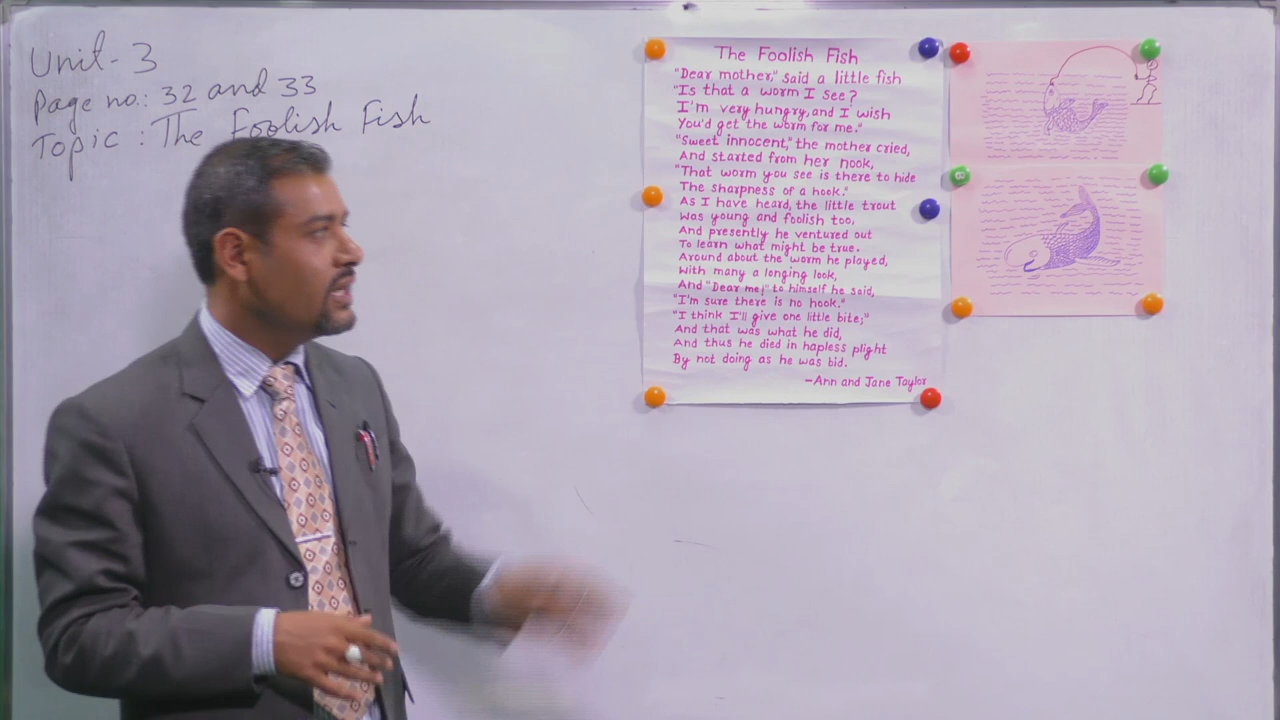 Unit-3
Page no.: 32 and 33
Topic : The Foolish Fish
The Foolish Fish
"Dear mother," said a little fish
"Is that a worm I see?
I'm very hungry, and I wish
You'd get the worm for me."
"Sweet innocent," the mother cried,
And started from her nook,
"That worm you see is there to hide
The sharpness of a hook."
As I have heard, the little trout
Was young and foolish too.
And presently he ventured out
To learn what might be true.
Around about the worm he played,
With many a longing look,
And "Dear me!" to himself he said,
"I'm sure there is no hook."
"I think I'll give one little bite;"
And that was what he did,
And thus he died in hapless plight
By not doing as he was bid.
-Ann and Jane Taylor